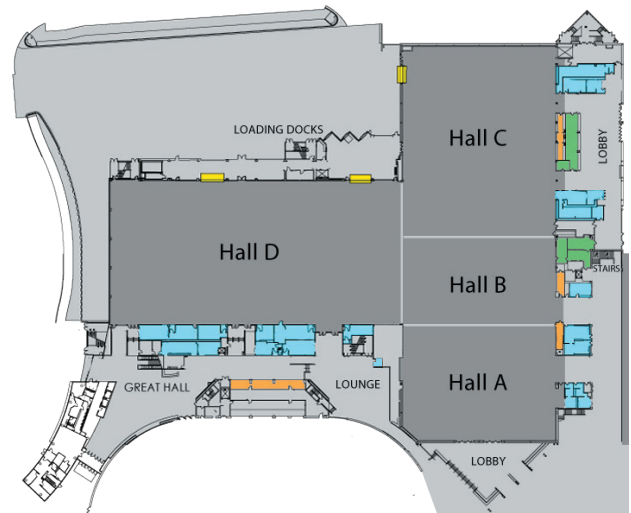 LOADING DOCKS
Hall C
LOBBY
Hall D
STAIRS
Hall B
GREAT HALL
LOUNGE
Hall A
LOBBY